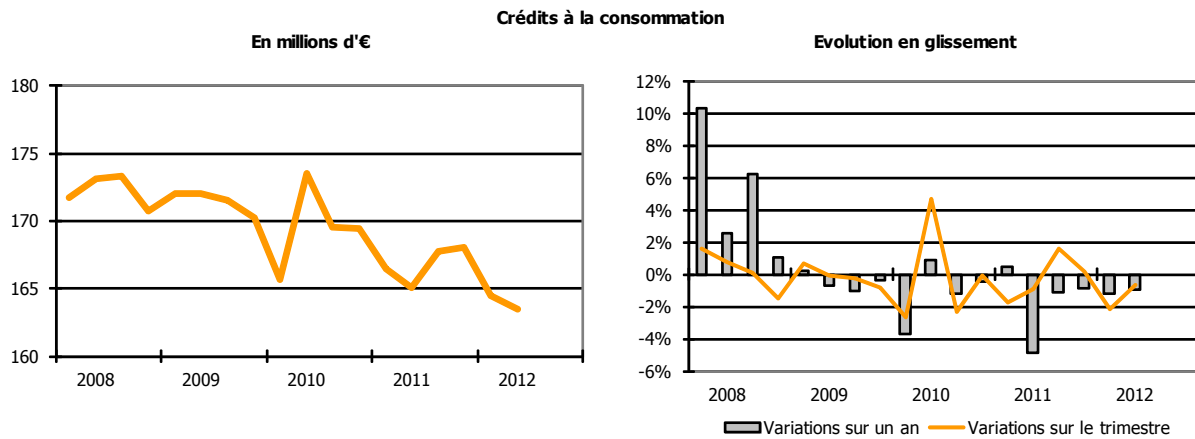 Crédits à la consommation
En millions d'€
180
175
170
165
160
2008 2009 2010 2011 2012
Evolution en glissement
12%
10%
8%
6%
4%
2%
0%
-2%
-4%
-6%
2008 2009 2010 2011 2012
Variations sur un an Variations sur le trimestre